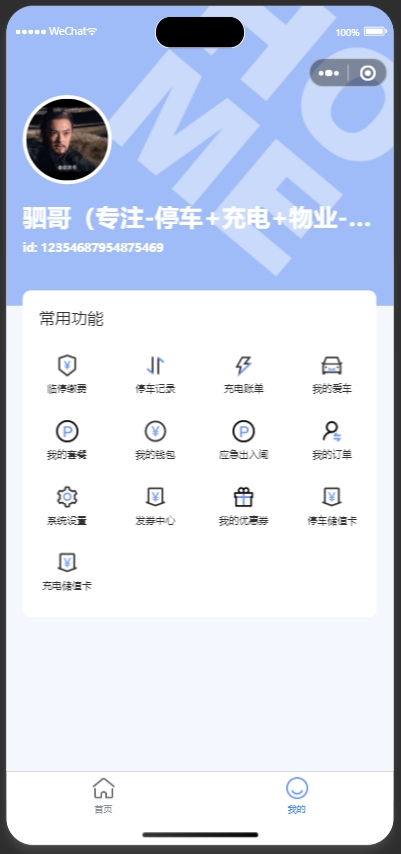 WeChat
100%
HO
ME
驷哥（专注-停车+充电+物业-...
id: 12354687954875469
常用功能
临停缴费 停车记录 充电账单 我的爱车
我的套餐 我的钱包 应急出入闸 我的订单
系统设置 发券中心 我的优惠券 停车储值卡
充电储值卡
首页 我的